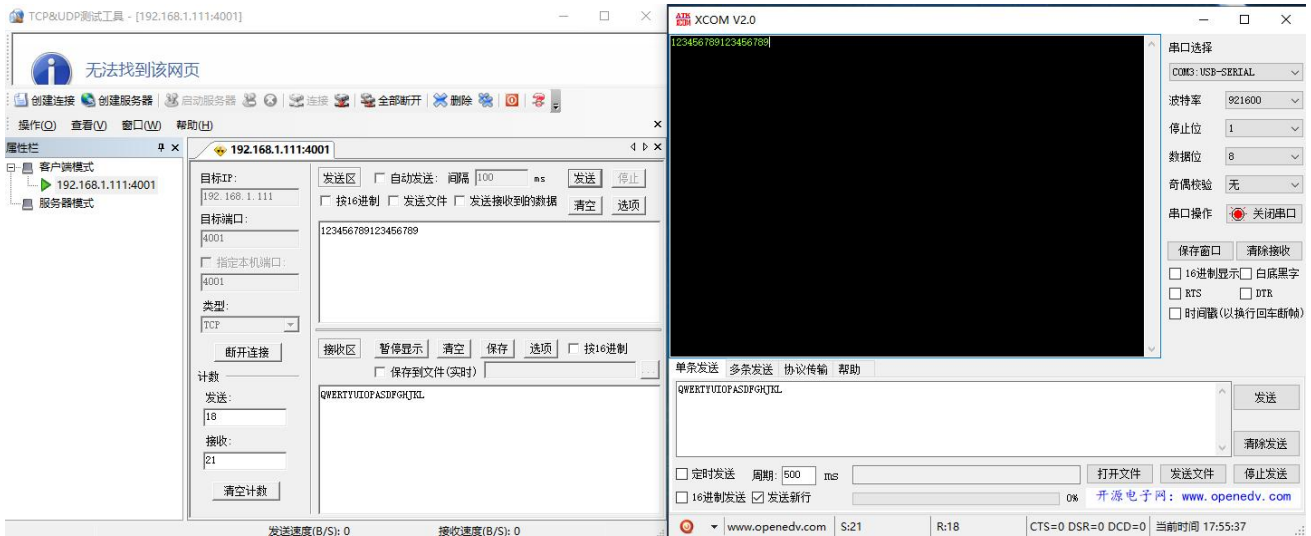 TCP&UDP测试工具 - [192.168.1.111:4001]
无法找到该网页
创建连接 创建服务器 启动服务器 连接 全部断开 删除
操作(O) 查看(V) 窗口(W) 帮助(H)
属性栏
客户端模式
192.168.1.111:4001
服务器模式
192.168.1.111:4001
目标IP:
192.168.1.111
目标端口:
4001
指定本机端口:
4001
类型:
TCP
断开连接
计数
发送:
18
接收:
21
清空计数
发送区 自动发送: 间隔 100 ms 发送 停止
按16进制 发送文件 发送接收到的数据 清空 选项
123456789123456789
接收区 暂停显示 清空 保存 选项 按16进制
保存到文件(实时) ...
QWERTYUIOPASDFGHJKL
发送速度(B/S): 0 接收速度(B/S): 0
ATK COM XCOM V2.0
123456789123456789
串口选择
COM3:USB-SERIAL
波特率 921600
停止位 1
数据位 8
奇偶校验 无
串口操作 关闭串口
保存窗口 清除接收
16进制显示 白底黑字
RTS DTR
时间戳(以换行回车断帧)
单条发送 多条发送 协议传输 帮助
QWERTYUIOPASDFGHJKL
发送
清除发送
定时发送 周期: 500 ms 打开文件 发送文件 停止发送
16进制发送 发送新行 0% 开源电子网: www.openedv.com
www.openedv.com S:21 R:18 CTS=0 DSR=0 DCD=0 当前时间 17:55:37